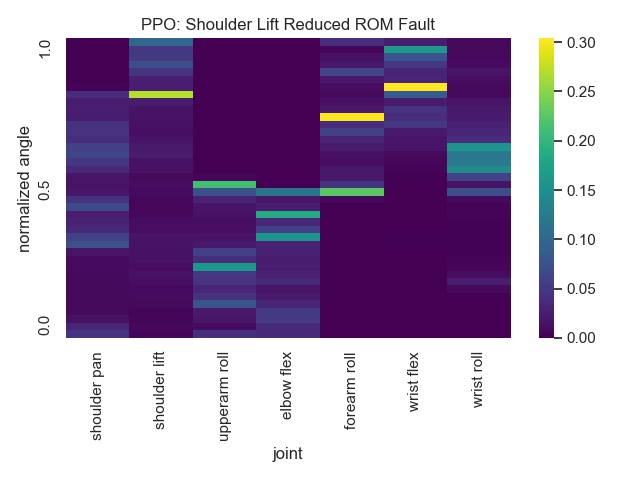 PPO: Shoulder Lift Reduced ROM Fault
normalized angle
1.0
0.5
0.0
shoulder pan
shoulder lift
upperarm roll
elbow flex
forearm roll
wrist flex
wrist roll
joint
0.30
0.25
0.20
0.15
0.10
0.05
0.00